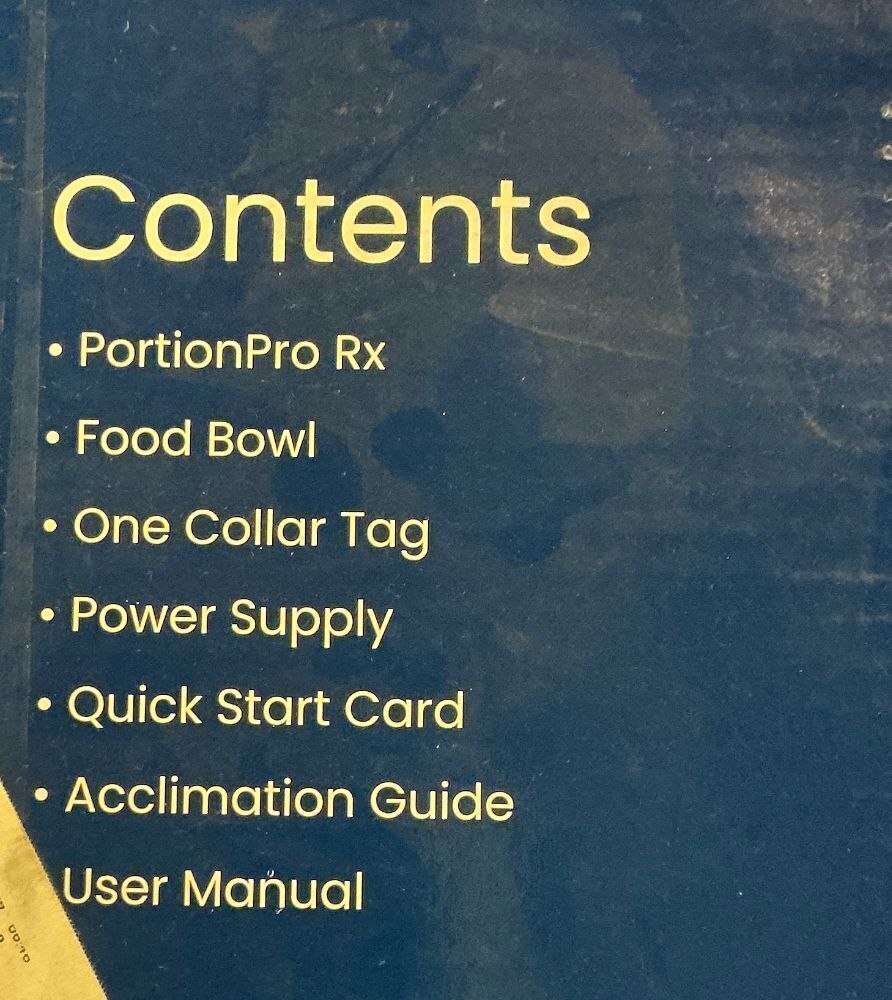 Contents
• PortionPro Rx
• Food Bowl
• One Collar Tag
• Power Supply
• Quick Start Card
• Acclimation Guide
User Manual